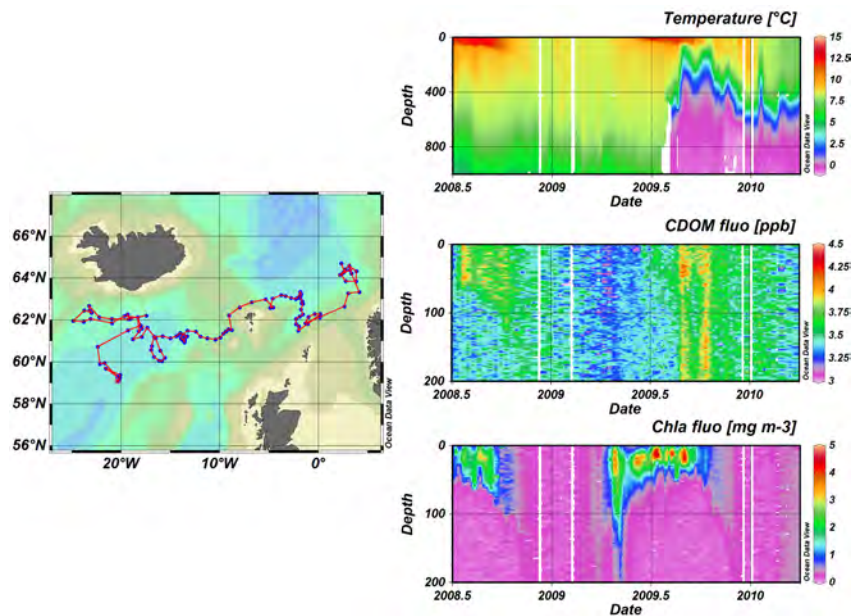 Temperature [°C]
0
400
800
Depth
2008.5
2009
2009.5
2010
Date
15
12.5
10
7.5
5
2.5
0
Ocean Data View
66°N
64°N
62°N
60°N
58°N
56°N
20°W
10°W
0°
Ocean Data View
CDOM fluo [ppb]
0
100
200
Depth
2008.5
2009
2009.5
2010
Date
4.5
4.25
4
3.75
3.5
3.25
3
Ocean Data View
Chla fluo [mg m-3]
0
100
200
Depth
2008.5
2009
2009.5
2010
Date
5
4
3
2
1
0
Ocean Data View